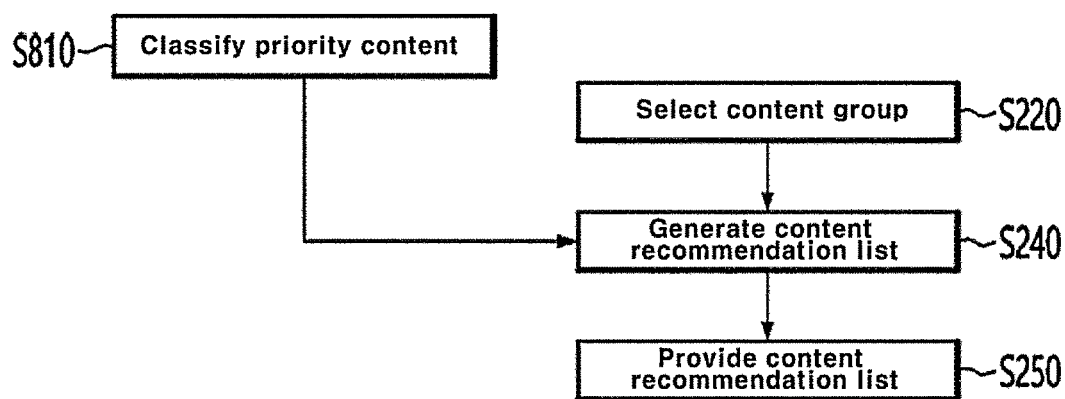 S810
Classify priority content
Select content group
S220
Generate content
recommendation list
S240
Provide content
recommendation list
S250